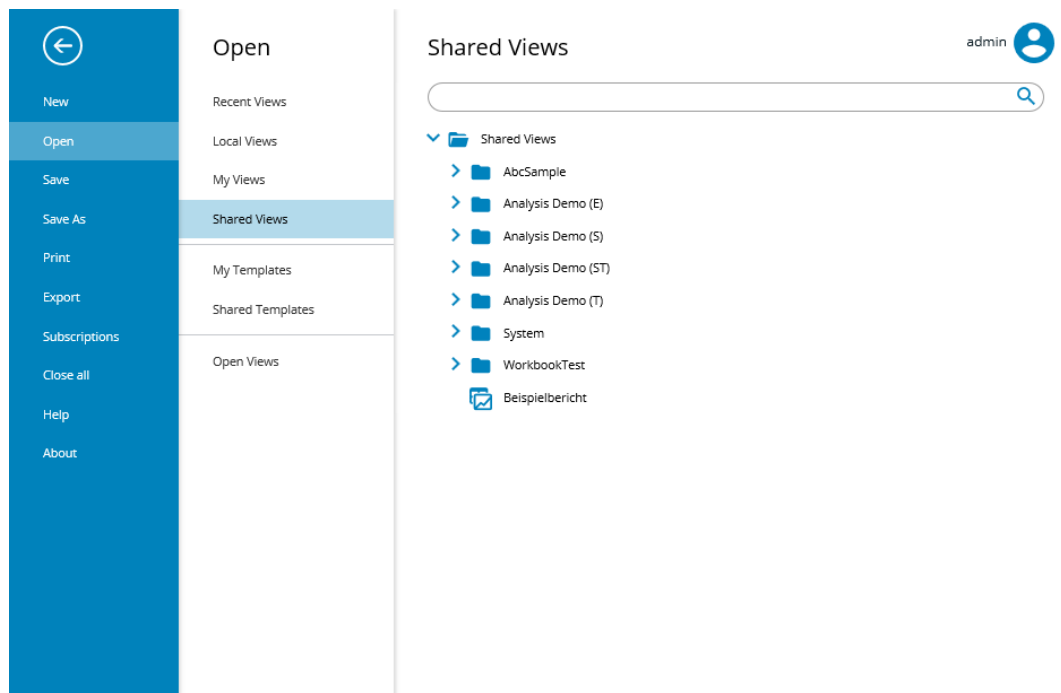 New
Open
Save
Save As
Print
Export
Subscriptions
Close all
Help
About
Open
Recent Views
Local Views
My Views
Shared Views
My Templates
Shared Templates
Open Views
Shared Views
admin
Shared Views
AbcSample
Analysis Demo (E)
Analysis Demo (S)
Analysis Demo (ST)
Analysis Demo (T)
System
WorkbookTest
Beispielbericht